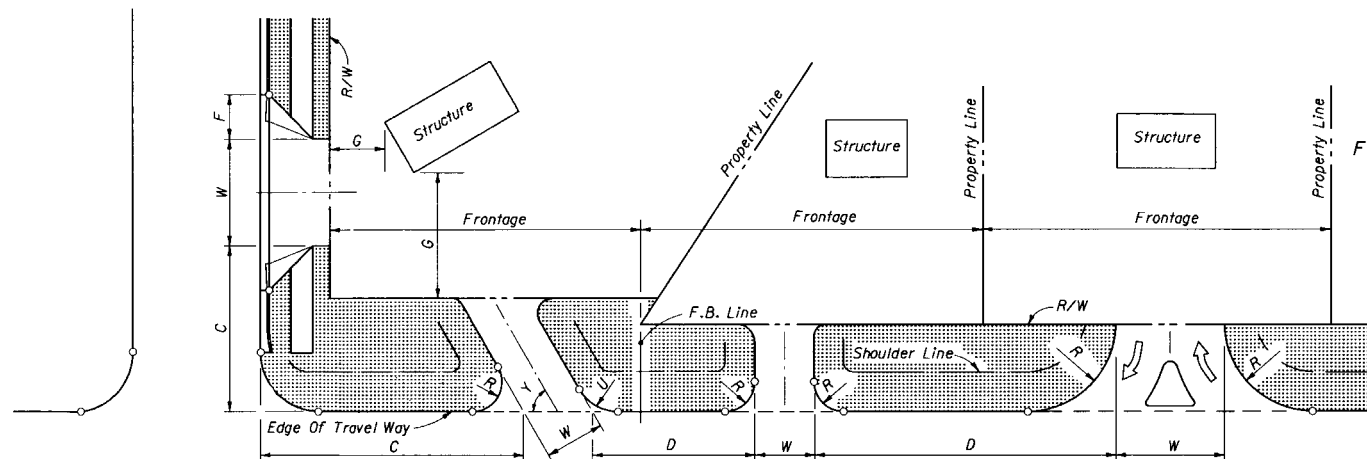 R/W
F
G
Structure
W
Property Line
Structure
Property Line
Structure
Property Line
F
Frontage
Frontage
Frontage
G
C
F.B. Line
R/W
Shoulder Line
R
Y
U
R
R
R
R
Edge Of Travel Way
C
W
D
W
D
W